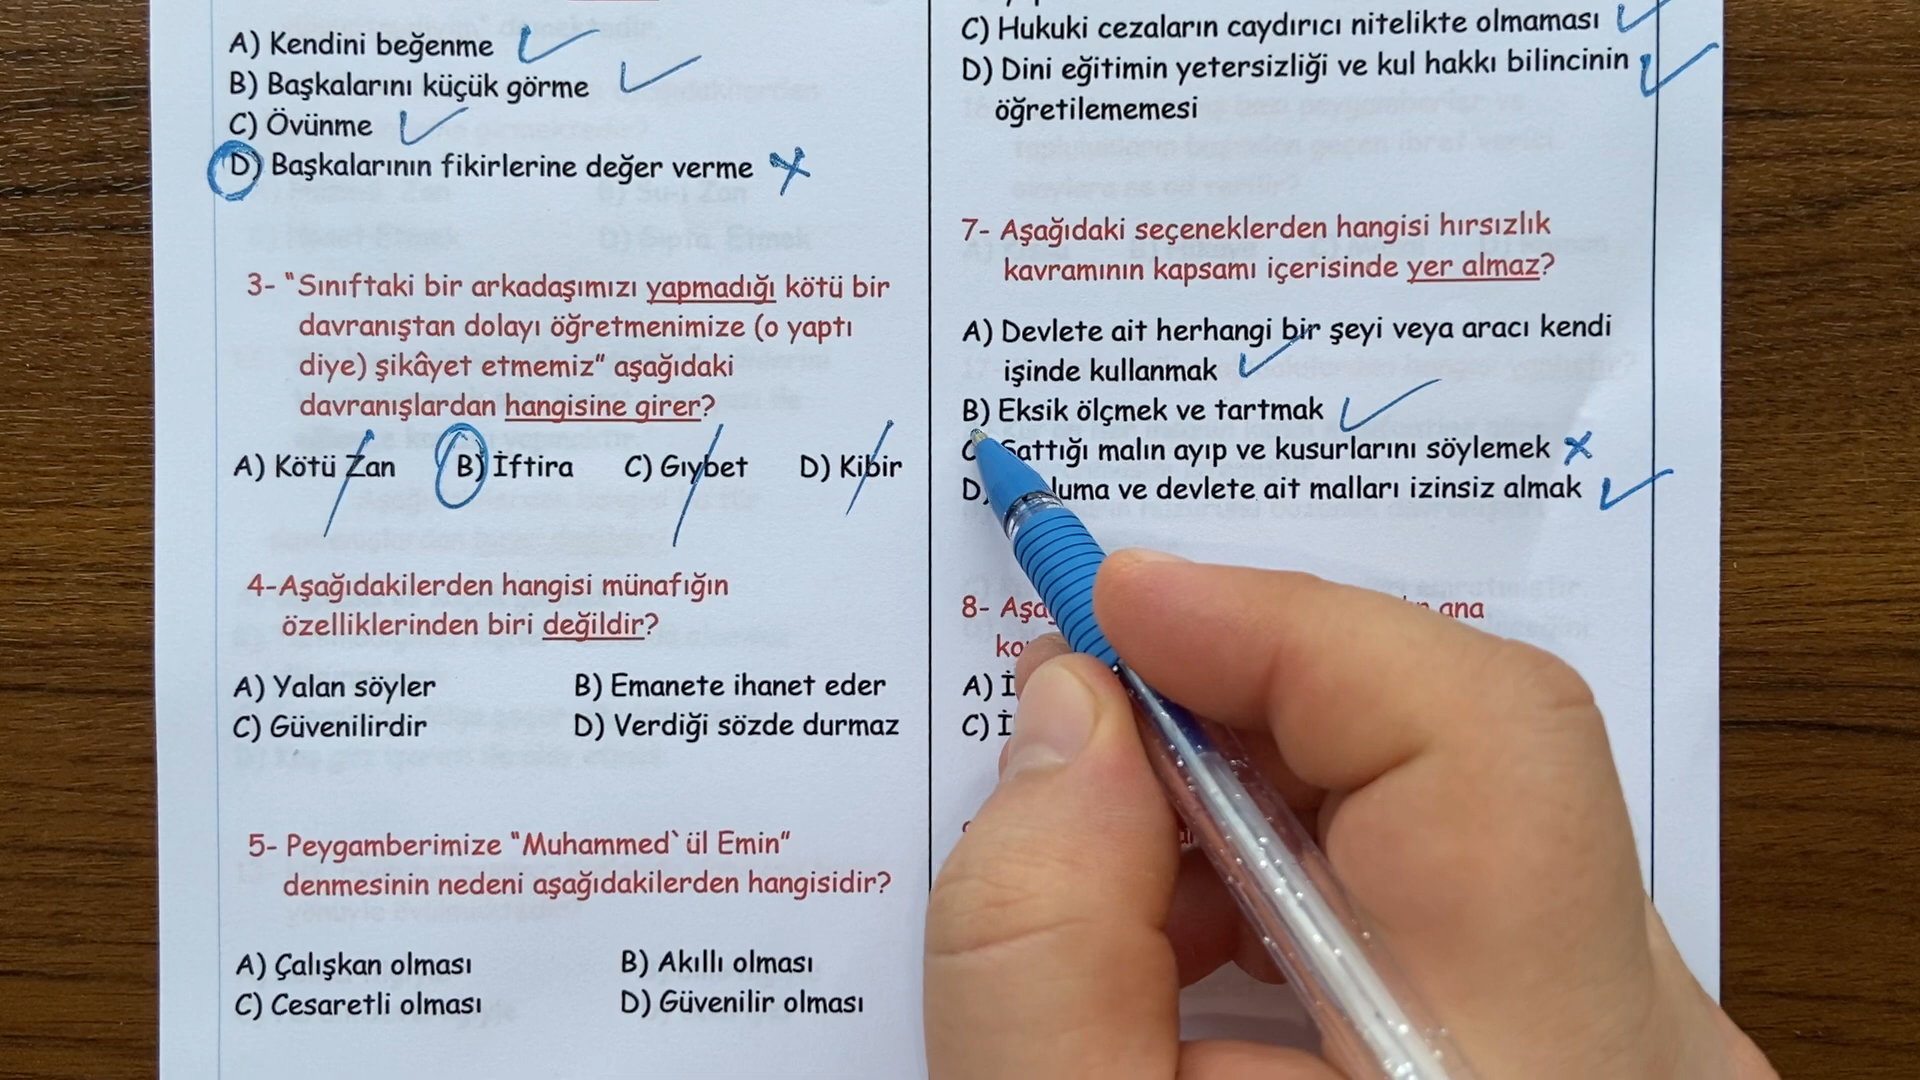 A) Kendini beğenme
B) Başkalarını küçük görme
C) Övünme
D) Başkalarının fikirlerine değer verme
3- “Sınıftaki bir arkadaşımızı yapmadığı kötü bir
davranıştan dolayı öğretmenimize (o yaptı
diye) şikâyet etmemiz” aşağıdaki
davranışlardan hangisine girer?
A) Kötü Zan B) İftira C) Gıybet D) Kibir
4-Aşağıdakilerden hangisi münafığın
özelliklerinden biri değildir?
A) Yalan söyler B) Emanete ihanet eder
C) Güvenilirdir D) Verdiği sözde durmaz
5- Peygamberimize “Muhammed`ül Emin”
denmesinin nedeni aşağıdakilerden hangisidir?
A) Çalışkan olması B) Akıllı olması
C) Cesaretli olması D) Güvenilir olması
C) Hukuki cezaların caydırıcı nitelikte olmaması
D) Dini eğitimin yetersizliği ve kul hakkı bilincinin
öğretilememesi
7- Aşağıdaki seçeneklerden hangisi hırsızlık
kavramının kapsamı içerisinde yer almaz?
A) Devlete ait herhangi bir şeyi veya aracı kendi
işinde kullanmak
B) Eksik ölçmek ve tartmak
C) Sattığı malın ayıp ve kusurlarını söylemek
D) ve devlete ait malları izinsiz almak
8- ana
A)
C)